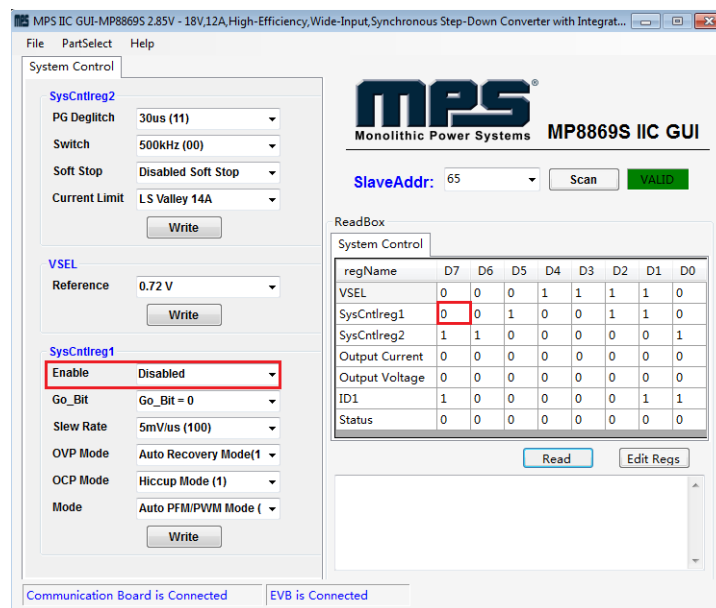 MPS IIC GUI-MP8869S 2.85V - 18V,12A,High-Efficiency,Wide-Input,Synchronous Step-Down Converter with Integrat...
File PartSelect Help
System Control
SysCntlreg2
PG Deglitch 30us (11)
Switch 500kHz (00)
Soft Stop Disabled Soft Stop
Current Limit LS Valley 14A
Write
VSEL
Reference 0.72 V
Write
SysCntlreg1
Enable Disabled
Go_Bit Go_Bit = 0
Slew Rate 5mV/us (100)
OVP Mode Auto Recovery Mode(1
OCP Mode Hiccup Mode (1)
Mode Auto PFM/PWM Mode (
Write
mps®
Monolithic Power Systems MP8869S IIC GUI
SlaveAddr: 65 Scan VALID
ReadBox
System Control
regName D7 D6 D5 D4 D3 D2 D1 D0
VSEL 0 0 0 1 1 1 1 0
SysCntlreg1 0 0 1 0 0 1 1 0
SysCntlreg2 1 1 0 0 0 0 0 1
Output Current 0 0 0 0 0 0 0 0
Output Voltage 0 0 0 0 0 0 0 0
ID1 1 0 0 0 0 0 1 1
Status 0 0 0 0 0 0 0 0
Read Edit Regs
Communication Board is Connected EVB is Connected